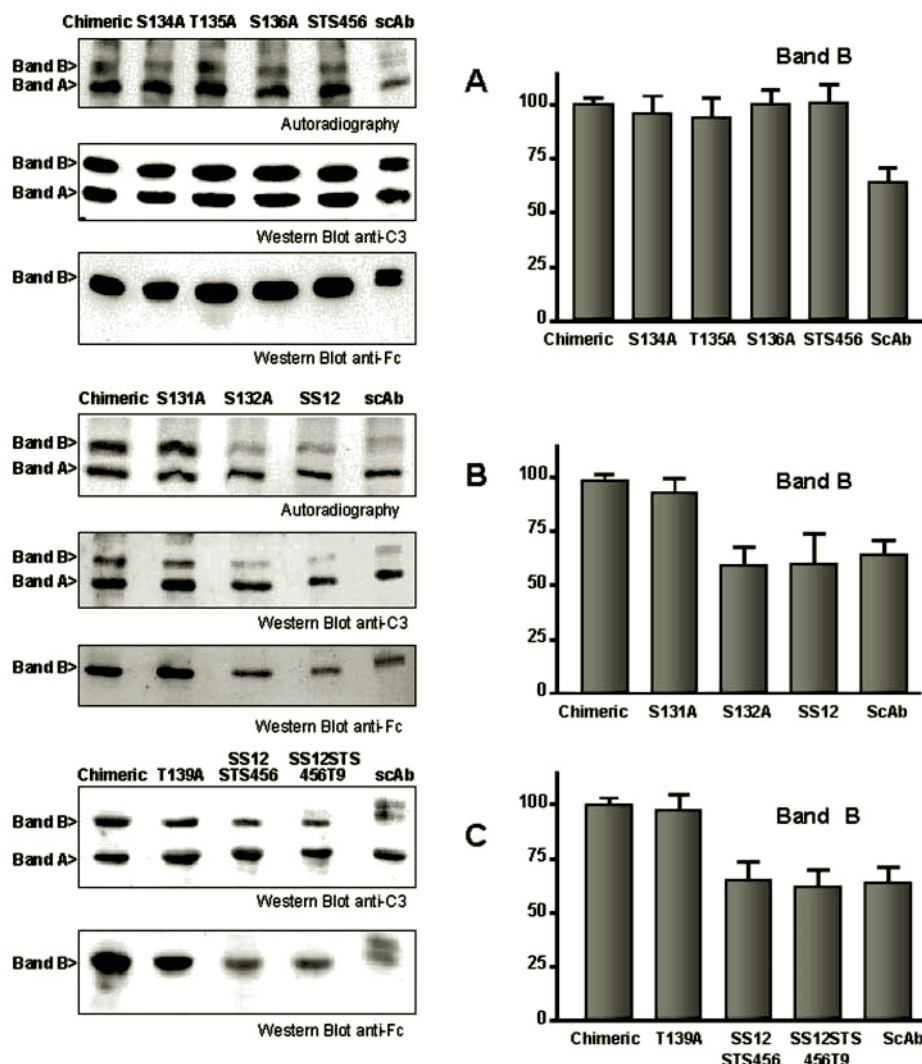 Chimeric S134A T135A S136A STS456 scAb
Band B>
Band A>
Autoradiography
Band B>
Band A>
Western Blot anti-C3
Band B>
Western Blot anti-Fc
A
Band B
100
75
50
25
0
Chimeric S134A T135A S136A STS456 ScAb
Chimeric S131A S132A SS12 scAb
Band B>
Band A>
Autoradiography
Band B>
Band A>
Western Blot anti-C3
Band B>
Western Blot anti-Fc
B
Band B
100
75
50
25
0
Chimeric S131A S132A SS12 ScAb
SS12 SS12STS
Chimeric T139A STS456 456T9 scAb
Band B>
Band A>
Western Blot anti-C3
Band B>
Western Blot anti-Fc
C
Band B
100
75
50
25
0
Chimeric T139A SS12 SS12STS ScAb
STS456 456T9